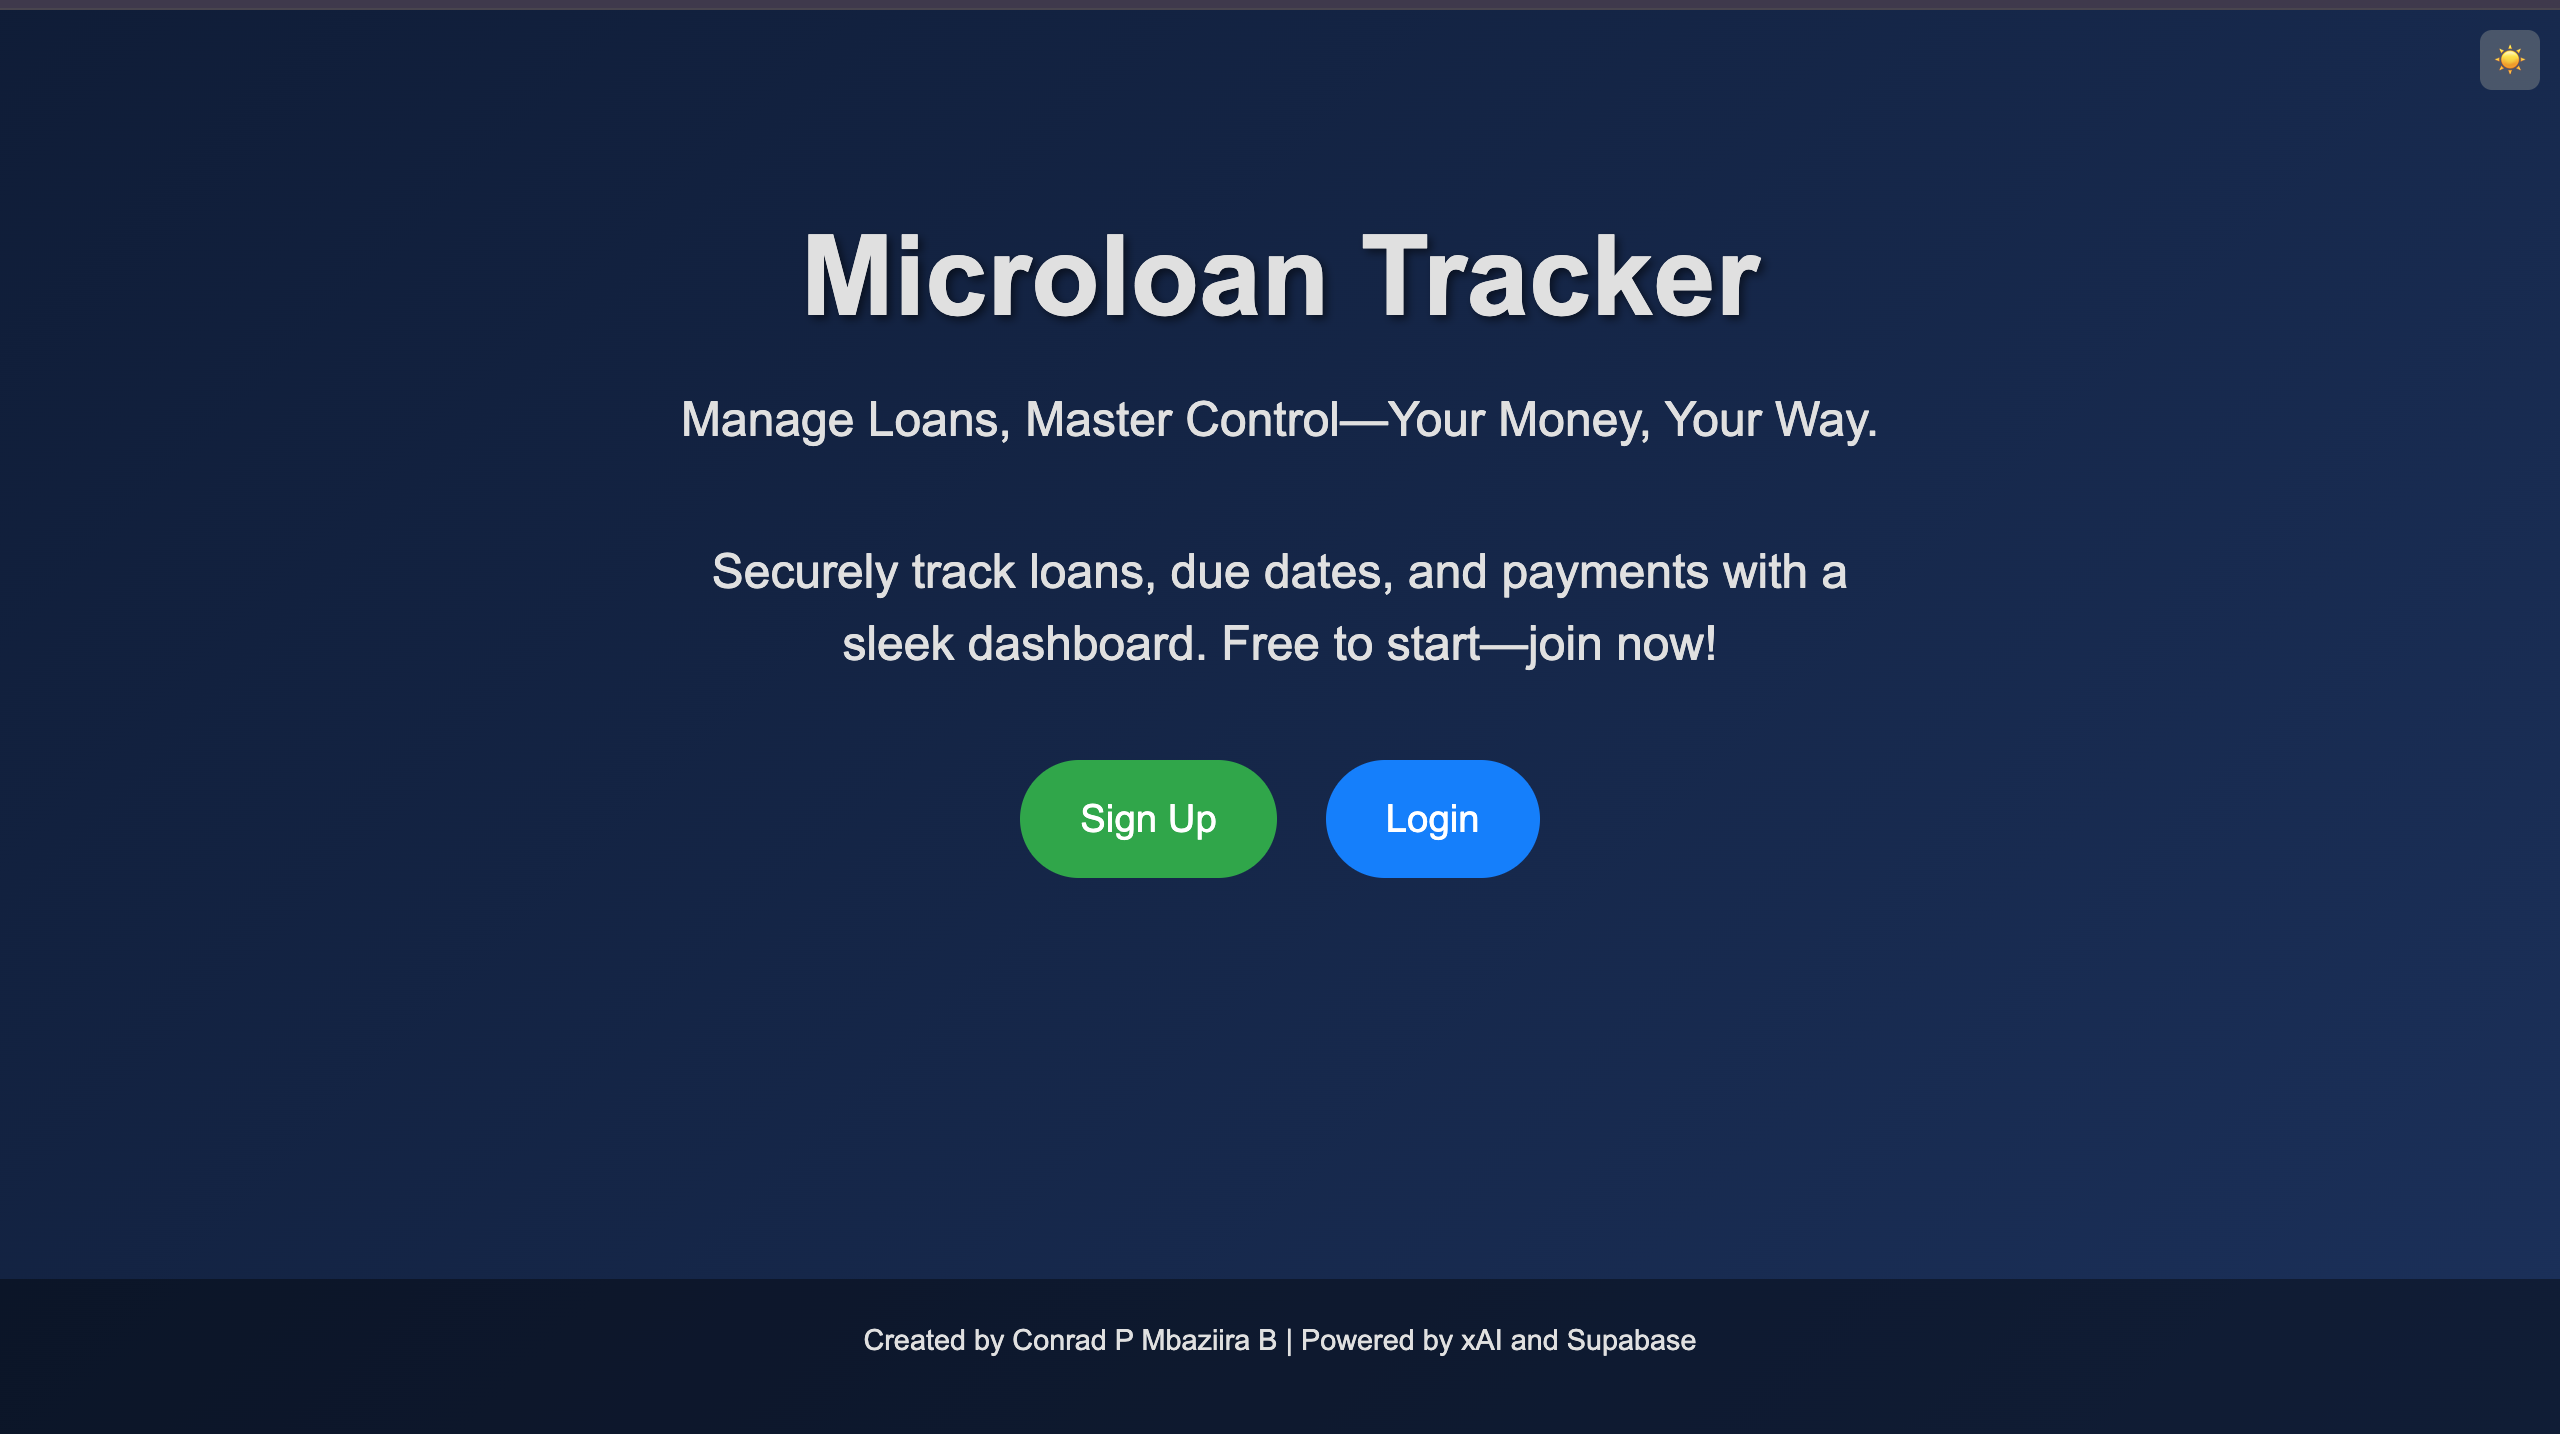 Microloan Tracker
Manage Loans, Master Control—Your Money, Your Way.
Securely track loans, due dates, and payments with a
sleek dashboard. Free to start—join now!
Sign Up
Login
Created by Conrad P Mbaziira B | Powered by xAI and Supabase